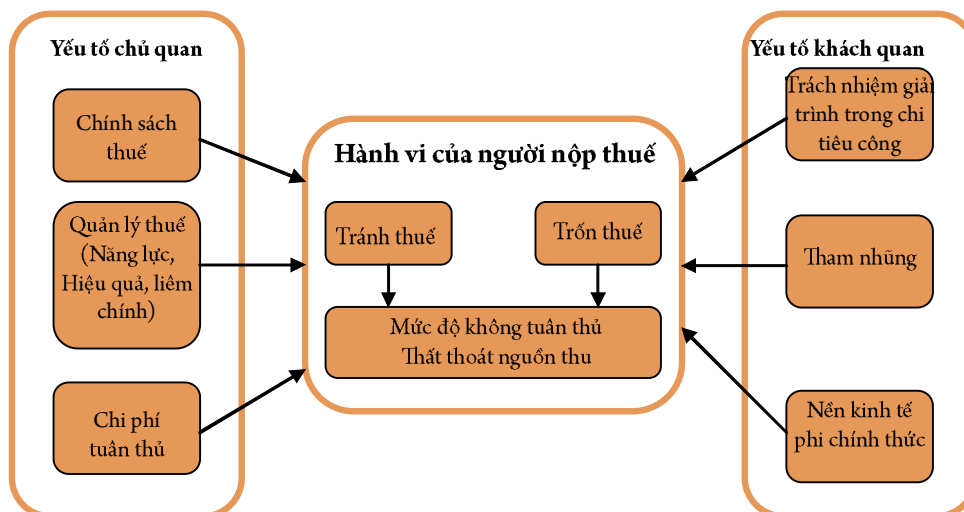 Yếu tố chủ quan
Chính sách
thuế
Quản lý thuế
(Năng lực,
Hiệu quả, liêm
chính)
Chi phí
tuân thủ
Hành vi của người nộp thuế
Tránh thuế
Trốn thuế
Mức độ không tuân thủ
Thất thoát nguồn thu
Yếu tố khách quan
Trách nhiệm giải
trình trong chi
tiêu công
Tham nhũng
Nền kinh tế
phi chính thức